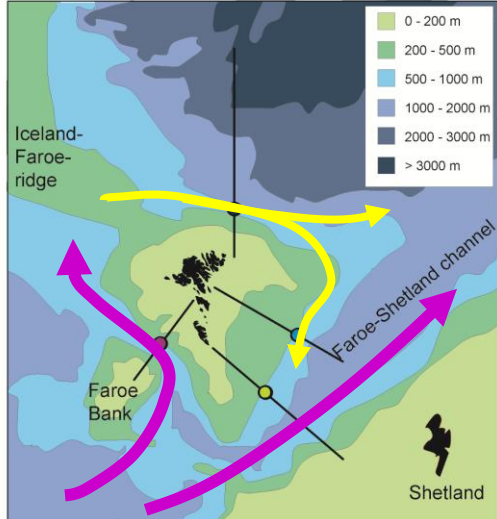 0 - 200 m
200 - 500 m
500 - 1000 m
1000 - 2000 m
2000 - 3000 m
> 3000 m
Iceland-
Faroe-
ridge
Faroe-Shetland channel
Faroe
Bank
Shetland